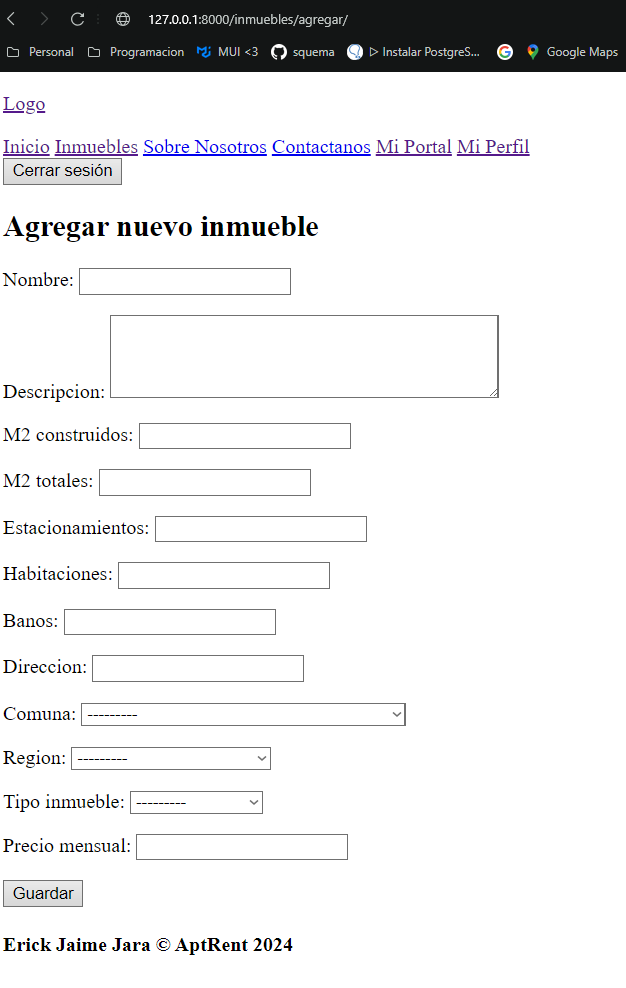 127.0.0.1:8000/inmuebles/agregar/
Personal Programacion MUI <3 squema ▷ Instalar PostgreS... Google Maps
Logo
Inicio Inmuebles Sobre Nosotros Contactanos Mi Portal Mi Perfil
Cerrar sesión
Agregar nuevo inmueble
Nombre:
Descripcion:
M2 construidos:
M2 totales:
Estacionamientos:
Habitaciones:
Banos:
Direccion:
Comuna: ---------
Region: ---------
Tipo inmueble: ---------
Precio mensual:
Guardar
Erick Jaime Jara © AptRent 2024